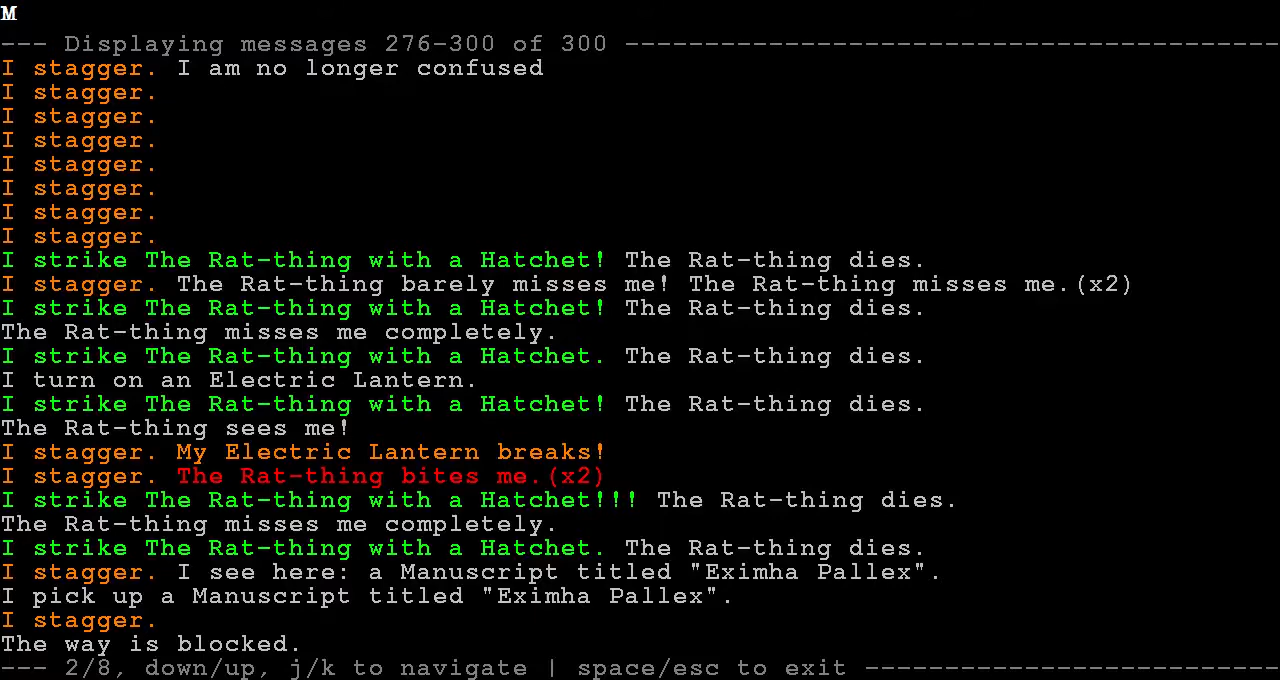 M
--- Displaying messages 276-300 of 300 -----------------------------------------
I stagger. I am no longer confused
I stagger.
I stagger.
I stagger.
I stagger.
I stagger.
I stagger.
I stagger.
I strike The Rat-thing with a Hatchet! The Rat-thing dies.
I stagger. The Rat-thing barely misses me! The Rat-thing misses me.(x2)
I strike The Rat-thing with a Hatchet! The Rat-thing dies.
The Rat-thing misses me completely.
I strike The Rat-thing with a Hatchet. The Rat-thing dies.
I turn on an Electric Lantern.
I strike The Rat-thing with a Hatchet! The Rat-thing dies.
The Rat-thing sees me!
I stagger. My Electric Lantern breaks!
I stagger. The Rat-thing bites me.(x2)
I strike The Rat-thing with a Hatchet!!! The Rat-thing dies.
The Rat-thing misses me completely.
I strike The Rat-thing with a Hatchet. The Rat-thing dies.
I stagger. I see here: a Manuscript titled "Eximha Pallex".
I pick up a Manuscript titled "Eximha Pallex".
I stagger.
The way is blocked.
--- 2/8, down/up, j/k to navigate | space/esc to exit --------------------------